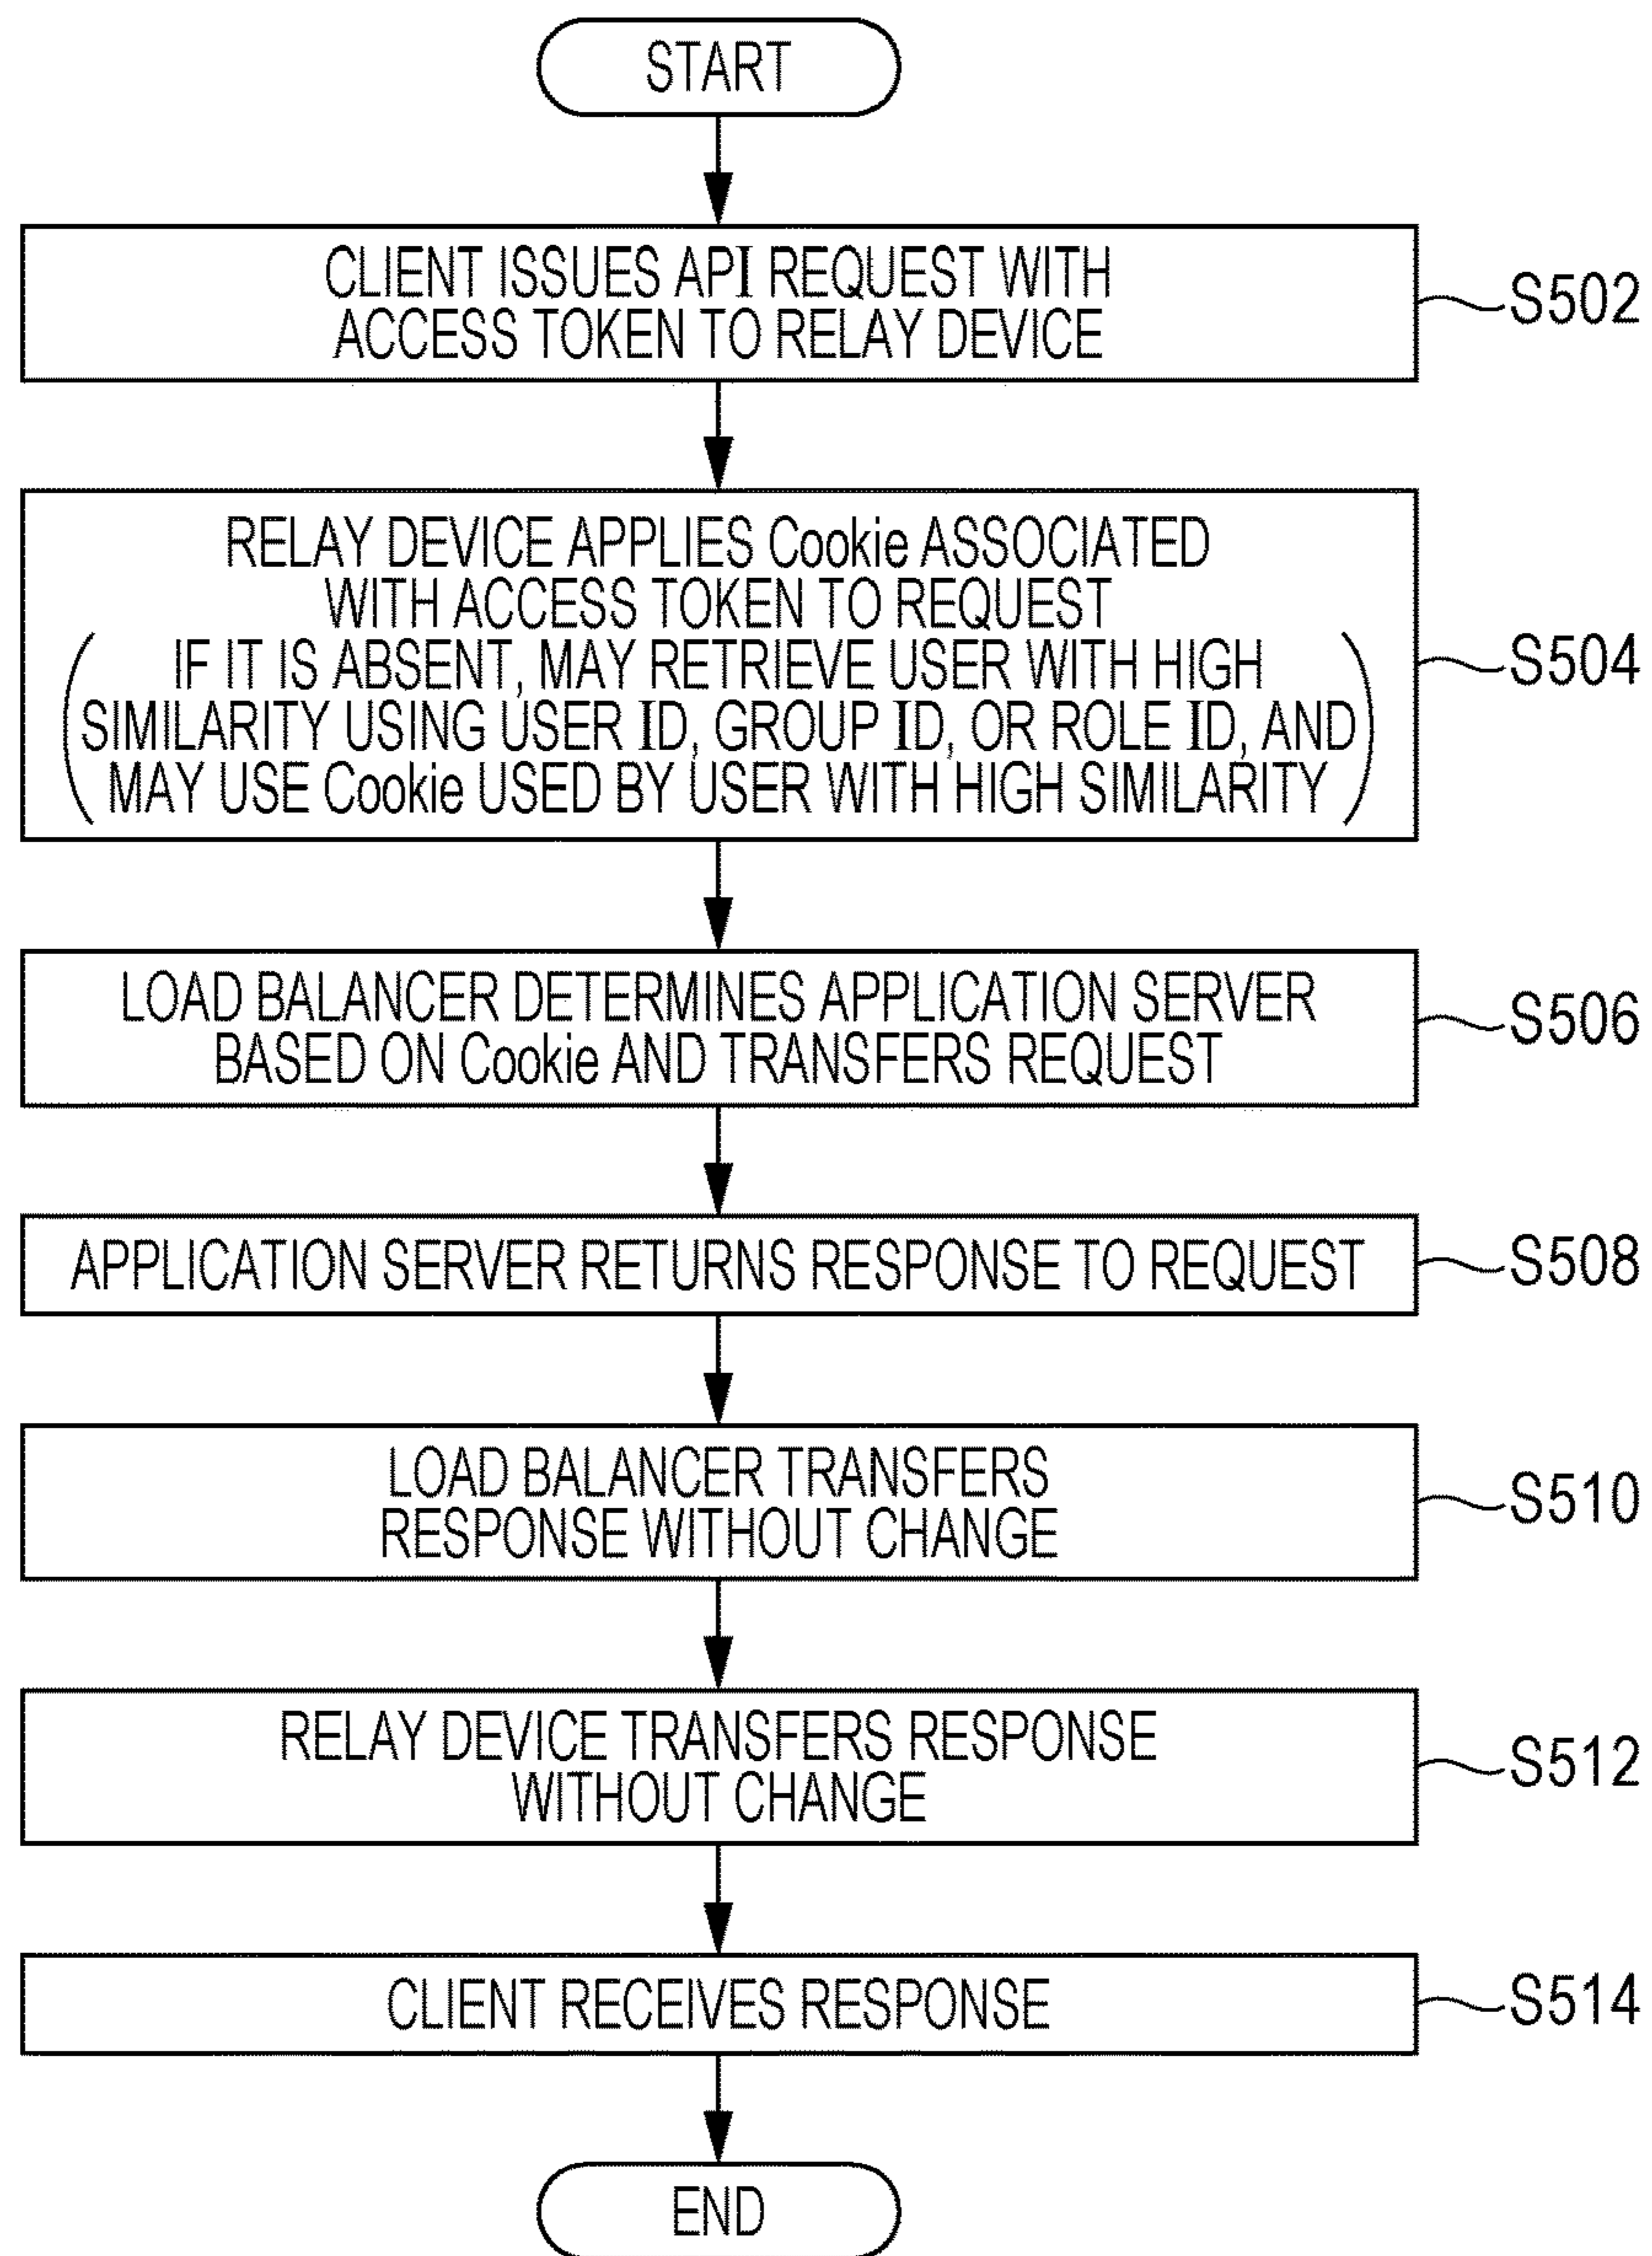 START
CLIENT ISSUES API REQUEST WITH
ACCESS TOKEN TO RELAY DEVICE
S502
RELAY DEVICE APPLIES Cookie ASSOCIATED
WITH ACCESS TOKEN TO REQUEST
(IF IT IS ABSENT, MAY RETRIEVE USER WITH HIGH
SIMILARITY USING USER ID, GROUP ID, OR ROLE ID, AND
MAY USE Cookie USED BY USER WITH HIGH SIMILARITY)
S504
LOAD BALANCER DETERMINES APPLICATION SERVER
BASED ON Cookie AND TRANSFERS REQUEST
S506
APPLICATION SERVER RETURNS RESPONSE TO REQUEST
S508
LOAD BALANCER TRANSFERS
RESPONSE WITHOUT CHANGE
S510
RELAY DEVICE TRANSFERS RESPONSE
WITHOUT CHANGE
S512
CLIENT RECEIVES RESPONSE
S514
END